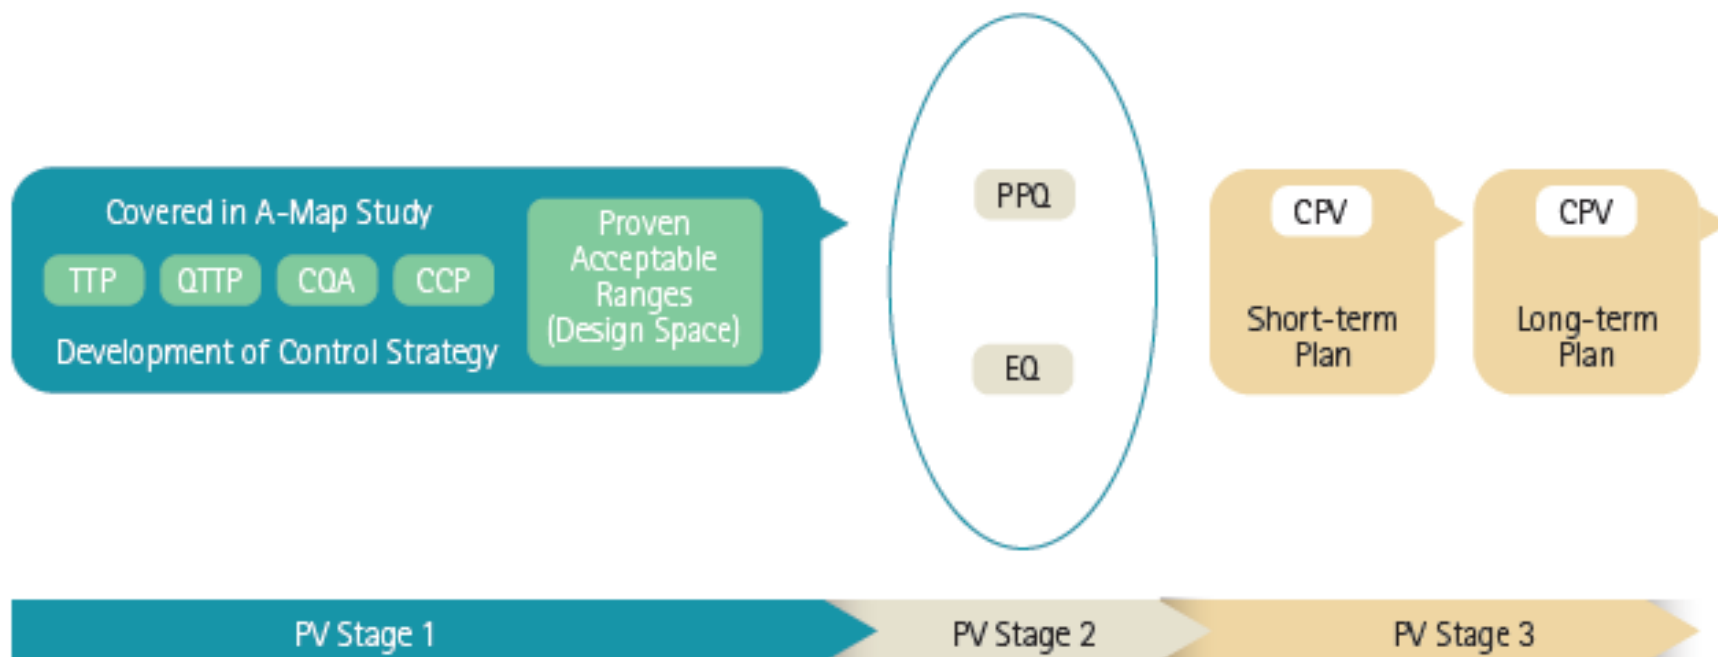 Covered in A-Map Study
TTP QTTP CQA CCP
Development of Control Strategy
Proven
Acceptable
Ranges
(Design Space)
PPQ
EQ
CPV
Short-term
Plan
CPV
Long-term
Plan
PV Stage 1
PV Stage 2
PV Stage 3